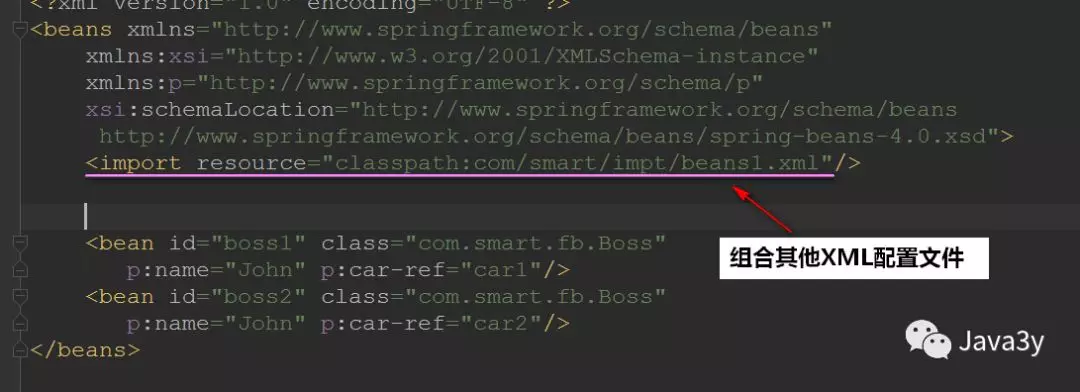 <?xml version="1.0" encoding="UTF-8" ?>
<beans xmlns="http://www.springframework.org/schema/beans"
xmlns:xsi="http://www.w3.org/2001/XMLSchema-instance"
xmlns:p="http://www.springframework.org/schema/p"
xsi:schemaLocation="http://www.springframework.org/schema/beans
http://www.springframework.org/schema/beans/spring-beans-4.0.xsd">
<import resource="classpath:com/smart/impt/beans1.xml"/>
<bean id="boss1" class="com.smart.fb.Boss"
组合其他XML配置文件
p:name="John" p:car-ref="car1"/>
<bean id="boss2" class="com.smart.fb.Boss"
p:name="John" p:car-ref="car2"/>
Java3y
</beans>